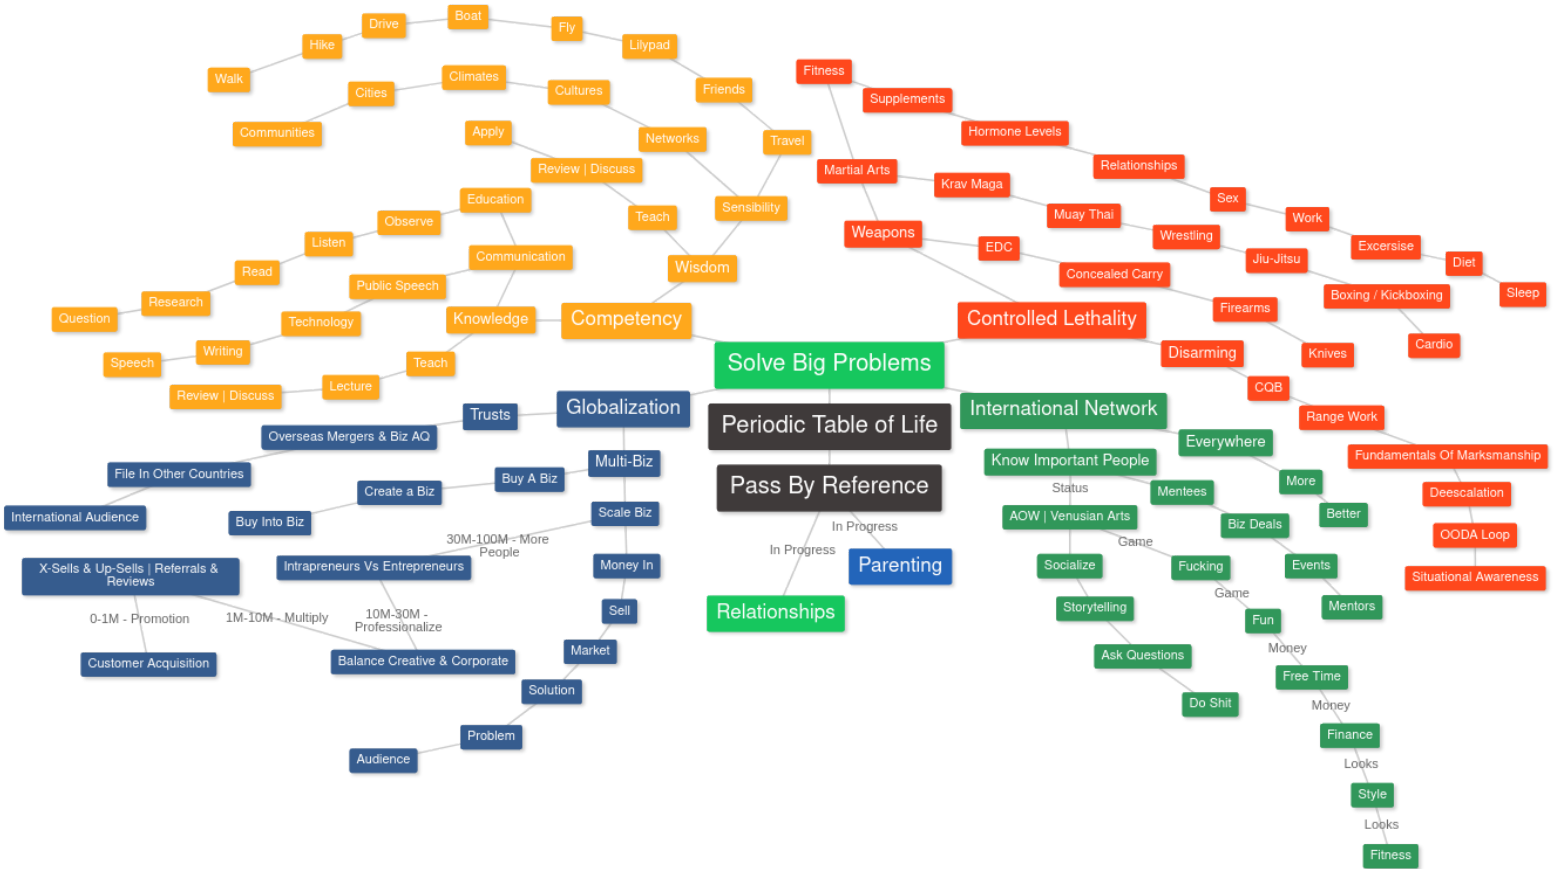 Boat
Drive
Fly
Hike
Lilypad
Walk
Friends
Travel
Climates
Cities
Cultures
Communities
Networks
Sensibility
Apply
Review | Discuss
Teach
Wisdom
Education
Observe
Listen
Read
Research
Question
Communication
Public Speech
Technology
Writing
Speech
Knowledge
Teach
Lecture
Review | Discuss
Competency
Fitness
Supplements
Hormone Levels
Relationships
Sex
Work
Excersise
Diet
Sleep
Martial Arts
Krav Maga
Muay Thai
Wrestling
Jiu-Jitsu
Boxing / Kickboxing
Cardio
Weapons
EDC
Concealed Carry
Firearms
Knives
Controlled Lethality
Disarming
CQB
Range Work
Fundamentals Of Marksmanship
Deescalation
OODA Loop
Situational Awareness
Solve Big Problems
Periodic Table of Life
Pass By Reference
In Progress
In Progress
Parenting
Relationships
Globalization
Trusts
Overseas Mergers & Biz AQ
File In Other Countries
International Audience
Multi-Biz
Buy A Biz
Create a Biz
Buy Into Biz
Scale Biz
30M-100M - More
People
Intrapreneurs Vs Entrepreneurs
10M-30M -
Professionalize
Balance Creative & Corporate
1M-10M - Multiply
X-Sells & Up-Sells | Referrals &
Reviews
0-1M - Promotion
Customer Acquisition
Money In
Sell
Market
Solution
Problem
Audience
International Network
Everywhere
More
Better
Know Important People
Mentees
Biz Deals
Events
Mentors
Status
AOW | Venusian Arts
Socialize
Storytelling
Ask Questions
Do Shit
Game
Fucking
Game
Fun
Money
Free Time
Money
Finance
Looks
Style
Looks
Fitness